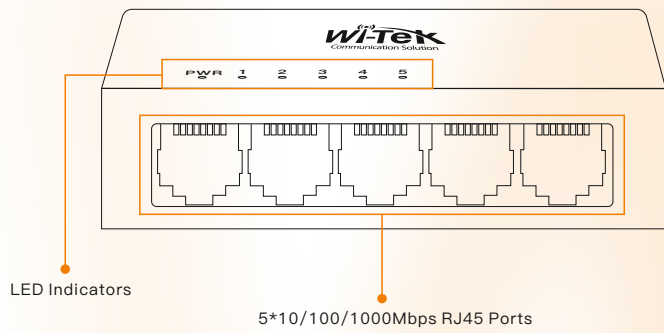 Wi-Tek
Communication Solution
PWR 1 2 3 4 5
LED Indicators
5*10/100/1000Mbps RJ45 Ports